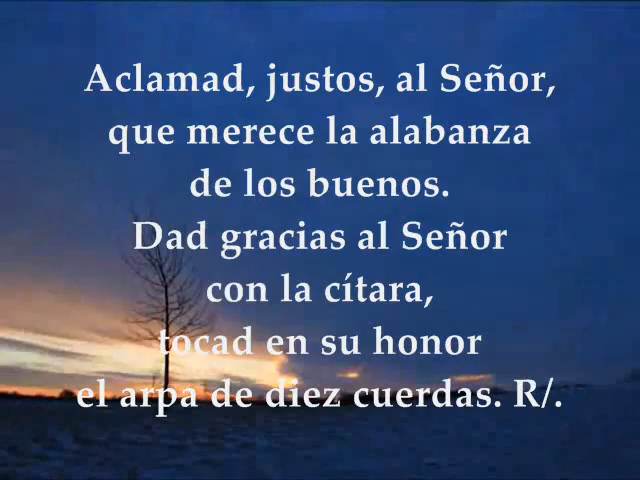 Aclamad, justos, al Señor,
que merece la alabanza
de los buenos.
Dad gracias al Señor
con la cítara,
tocad en su honor
el arpa de diez cuerdas. R/.